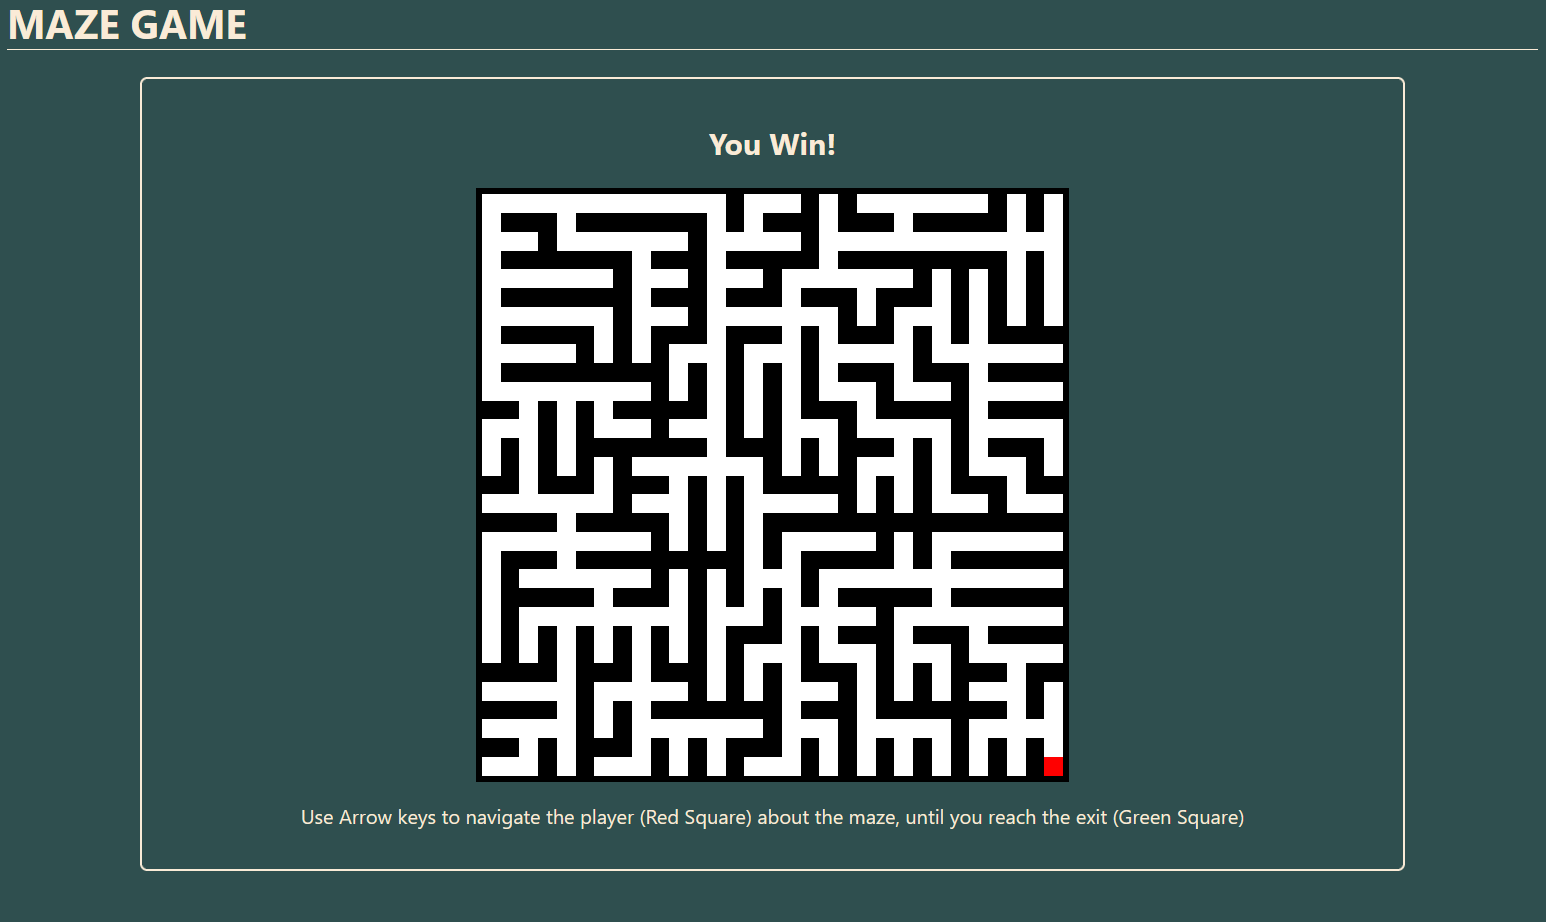 MAZE GAME
You Win!
Use Arrow keys to navigate the player (Red Square) about the maze, until you reach the exit (Green Square)